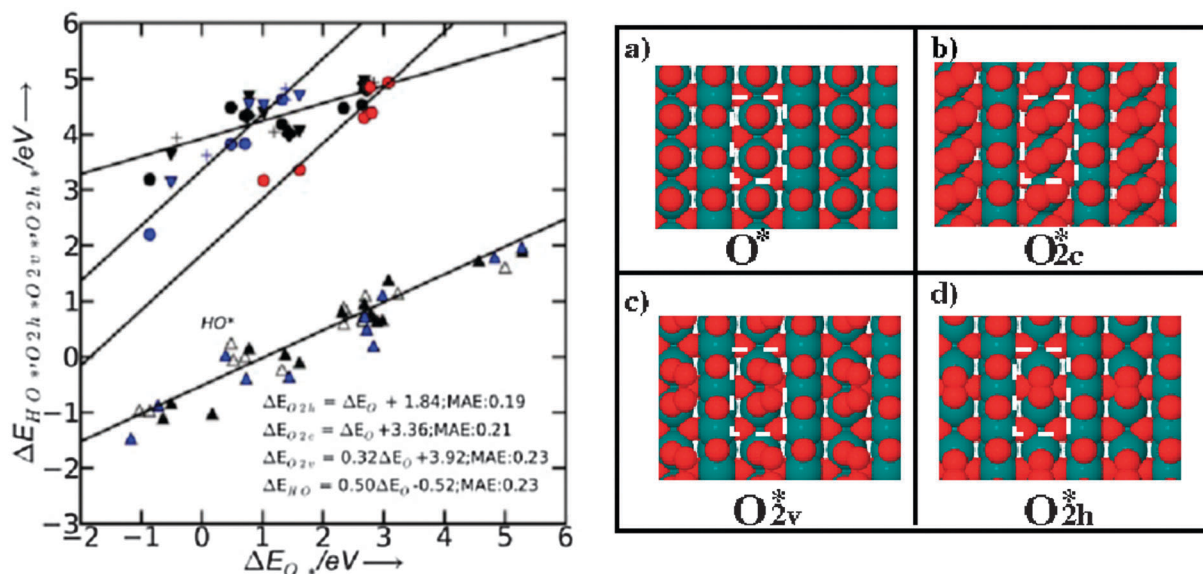 ΔE_{HO*}, _{O2h*}, _{O2v*}, _{O2h*}/eV →
6
5
4
3
2
1
0
−1
−2
−3
HO*
ΔE_{O2h} = ΔE_O + 1.84;MAE:0.19
ΔE_{O2c} = ΔE_O +3.36;MAE:0.21
ΔE_{O2v} = 0.32ΔE_O +3.92;MAE:0.23
ΔE_{HO} = 0.50ΔE_O-0.52;MAE:0.23
−2 −1 0 1 2 3 4 5 6
ΔE_{O*}/eV →
a)
O*
b)
O*_{2c}
c)
O*_{2v}
d)
O*_{2h}